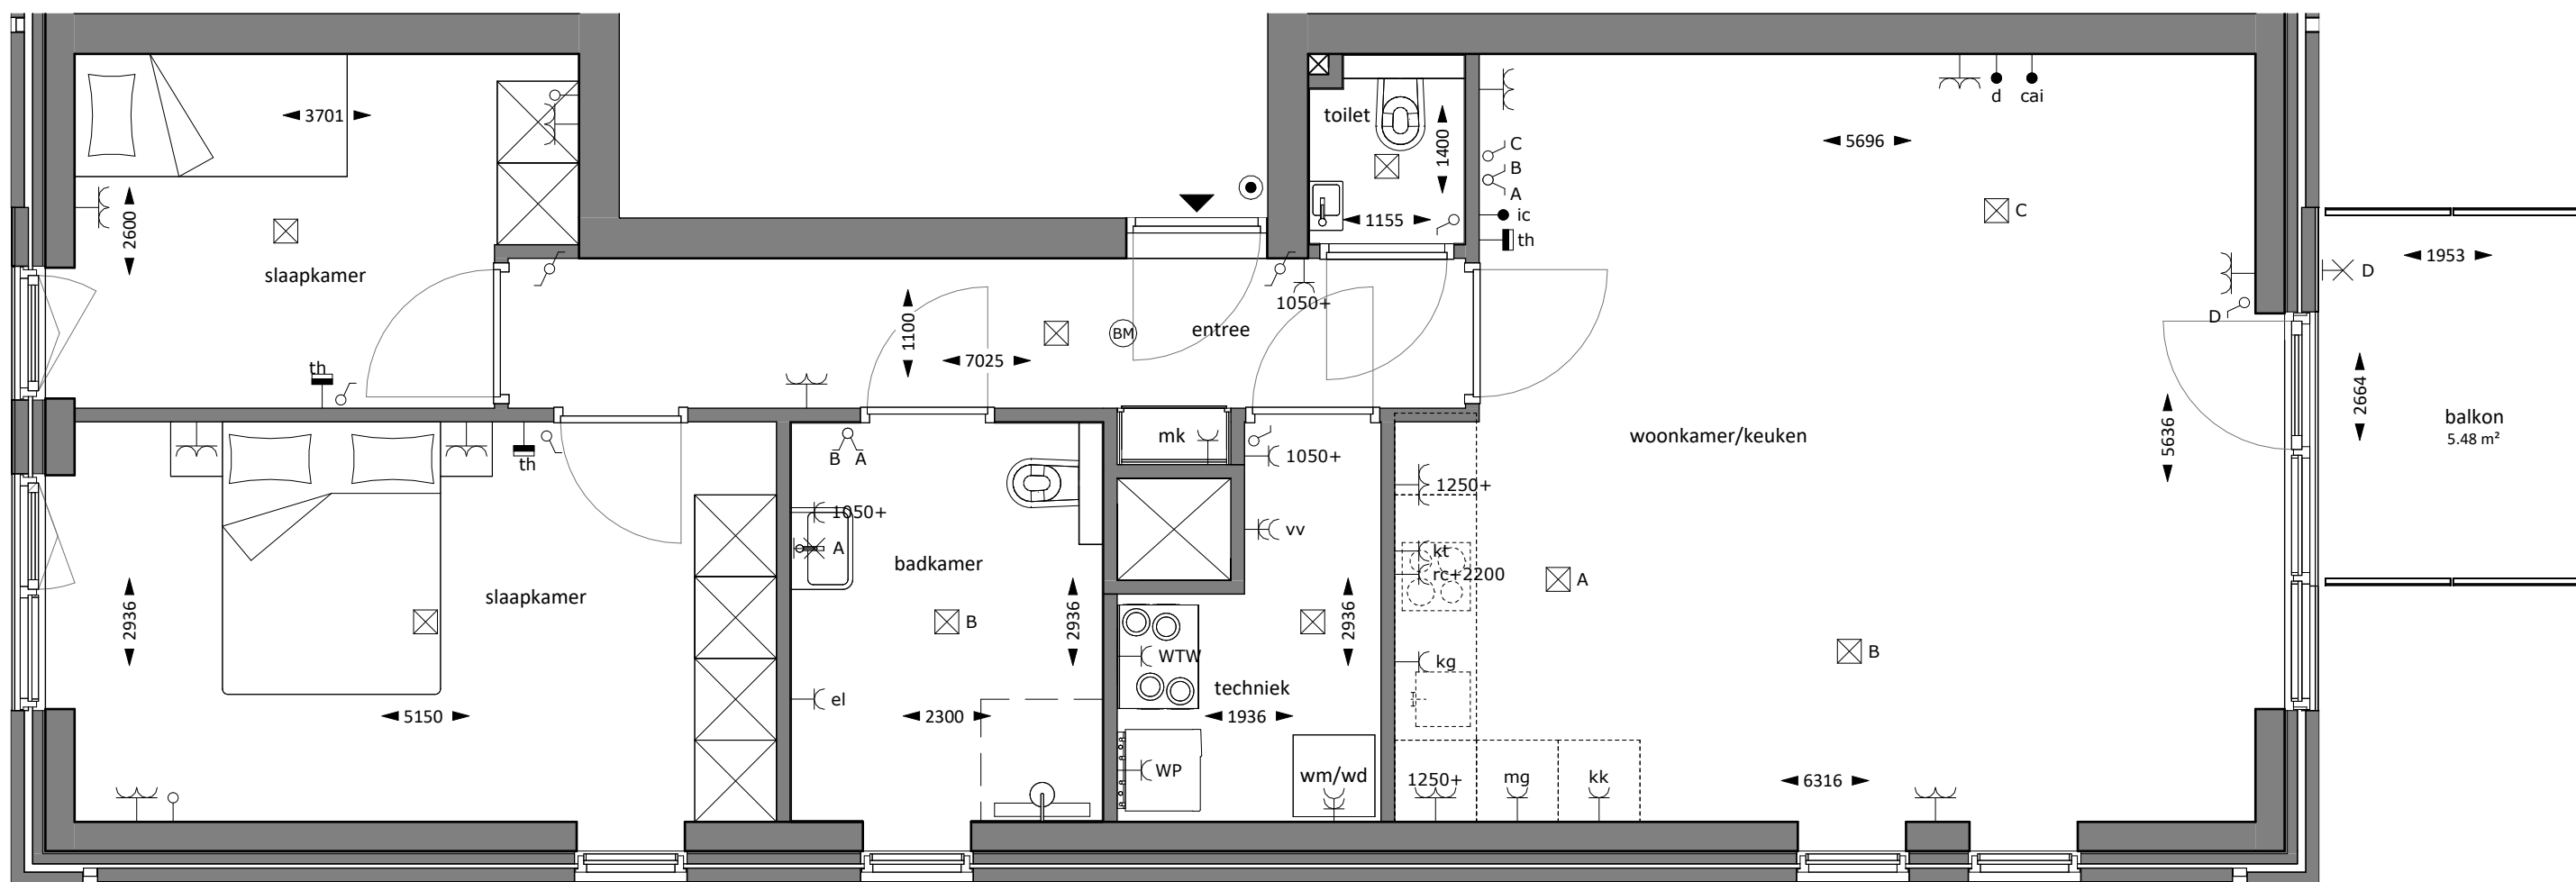 3701
2600
slaapkamer
th
toilet
1400
1155
C
B
A
ic
th
d
cai
5696
C
D
D
1953
1100
7025
BM
entree
1050+
2664
balkon
5.48 m²
th
5150
2936
slaapkamer
B A
1050+
A
badkamer
B
2936
el
2300
mk
1050+
vv
2936
WTW
techniek
1936
WP
wm/wd
woonkamer/keuken
5636
1250+
kt
rc+2200
A
kg
B
1250+
mg
kk
6316